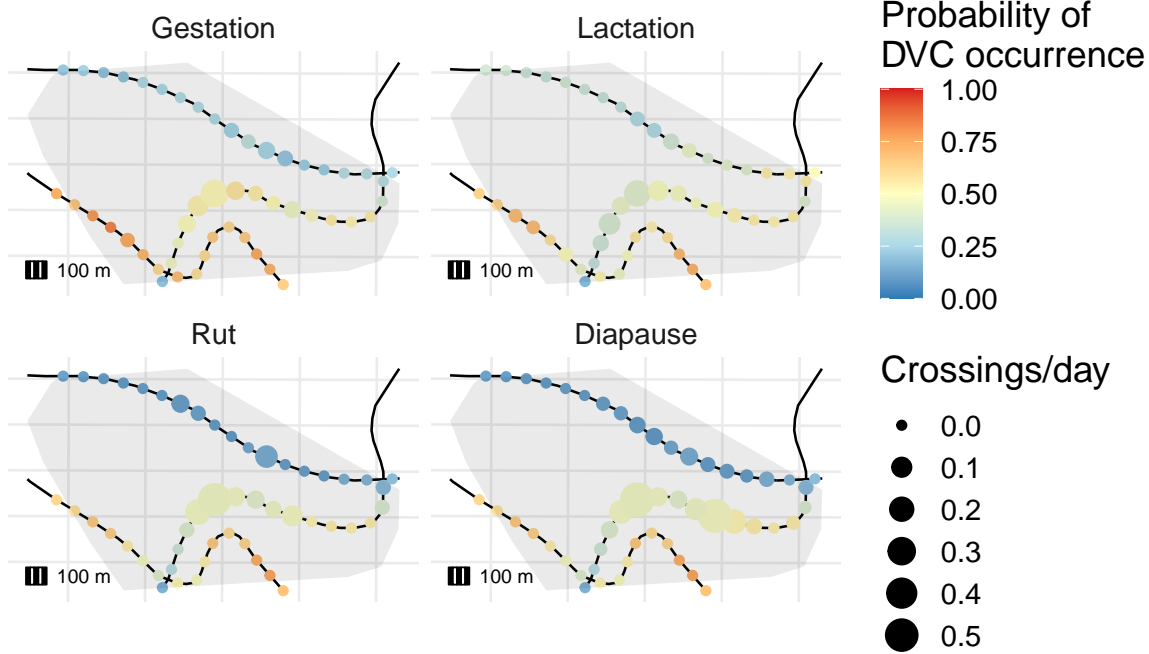 Gestation
Lactation
100 m
100 m
Rut
Diapause
100 m
100 m
Probability of
DVC occurrence
1.00
0.75
0.50
0.25
0.00
Crossings/day
0.0
0.1
0.2
0.3
0.4
0.5